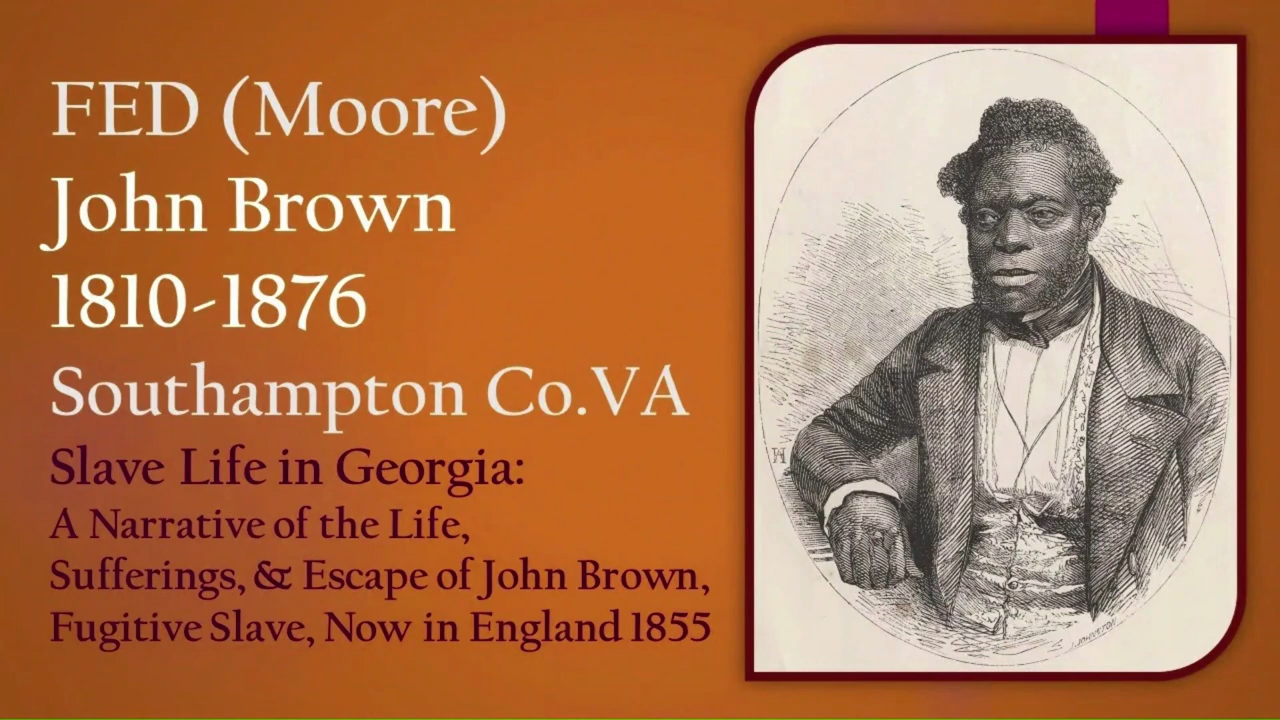 FED (Moore)
John Brown
1810-1876
Southampton Co.VA
Slave Life in Georgia:
A Narrative of the Life,
Sufferings, & Escape of John Brown,
Fugitive Slave, Now in England 1855
J. JOHNSTON